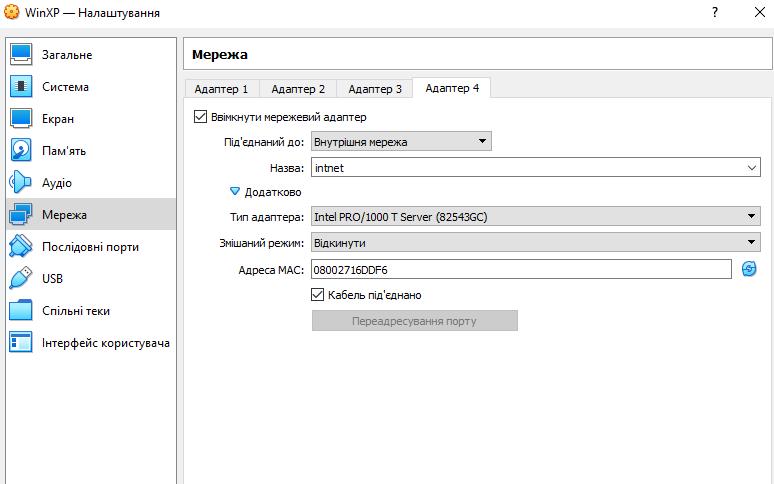 WinXP — Налаштування
?
Загальне
Система
Екран
Пам'ять
Аудіо
Мережа
Послідовні порти
USB
Спільні теки
Інтерфейс користувача
Мережа
Адаптер 1
Адаптер 2
Адаптер 3
Адаптер 4
Ввімкнути мережевий адаптер
Під'єднаний до: Внутрішня мережа
Назва: intnet
Додатково
Тип адаптера: Intel PRO/1000 T Server (82543GC)
Змішаний режим: Відкинути
Адреса MAC: 08002716DDF6
Кабель під'єднано
Переадресування порту